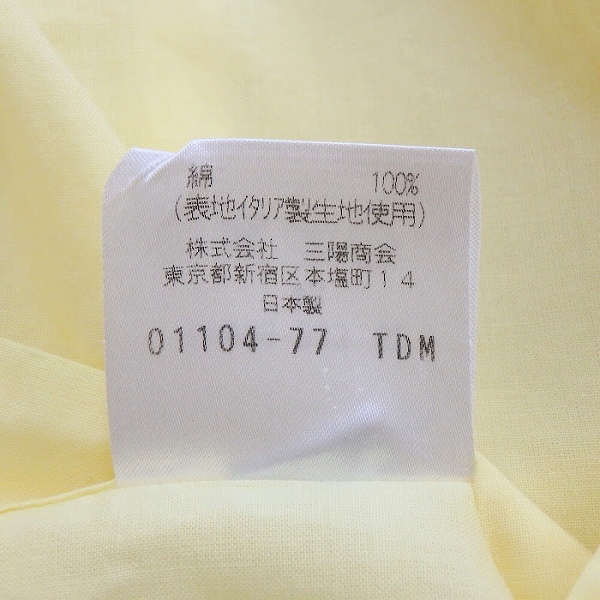 綿 100%
(表地イタリア製生地使用)
株式会社 三陽商会
東京都新宿区本塩町14
日本製
01104-77 TDM